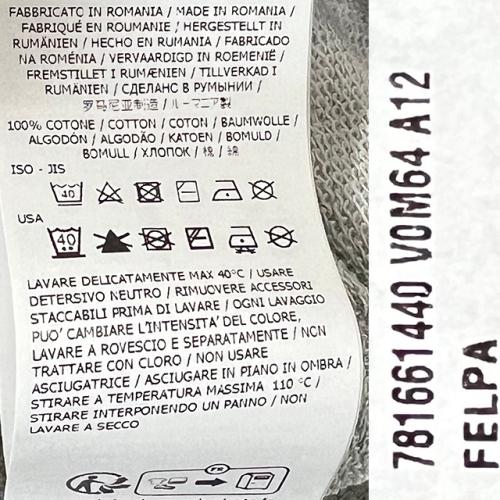 FABBRICATO IN ROMANIA / MADE IN ROMANIA /
FABRIQUÉ EN ROUMANIE / HERGESTELLT IN
RUMÄNIEN / HECHO EN RUMANIA / FABRICADO
NA ROMÉNIA / VERVAARDIGD IN ROEMENIË /
FREMSTILLET I RUMÆNIEN / TILLVERKAD I
RUMÄNIEN / СДЕЛАНС В РУМЫНИИ /
罗马尼亚制造 / ルーマニア製
100% COTONE / COTTON / COTON / BAUMWOLLE /
ALGODÓN / ALGODÃO / KATOEN / BOMULD /
BOMULL / ХЛОПОК / 棉 / 綿
ISO - JIS
40
USA
40
LAVARE DELICATAMENTE MAX 40°C / USARE
DETERSIVO NEUTRO / RIMUOVERE ACCESSORI
STACCABILI PRIMA DI LAVARE / OGNI LAVAGGIO
PUO' CAMBIARE L'INTENSITA' DEL COLORE,
LAVARE A ROVESCIO E SEPARATAMENTE / NON
TRATTARE CON CLORO / NON USARE
ASCIUGATRICE / ASCIUGARE IN PIANO IN OMBRA /
STIRARE A TEMPERATURA MASSIMA 110 °C /
STIRARE INTERPONENDO UN PANNO / NON
LAVARE A SECCO
FR
781661440 V0M64 A12
FELPA